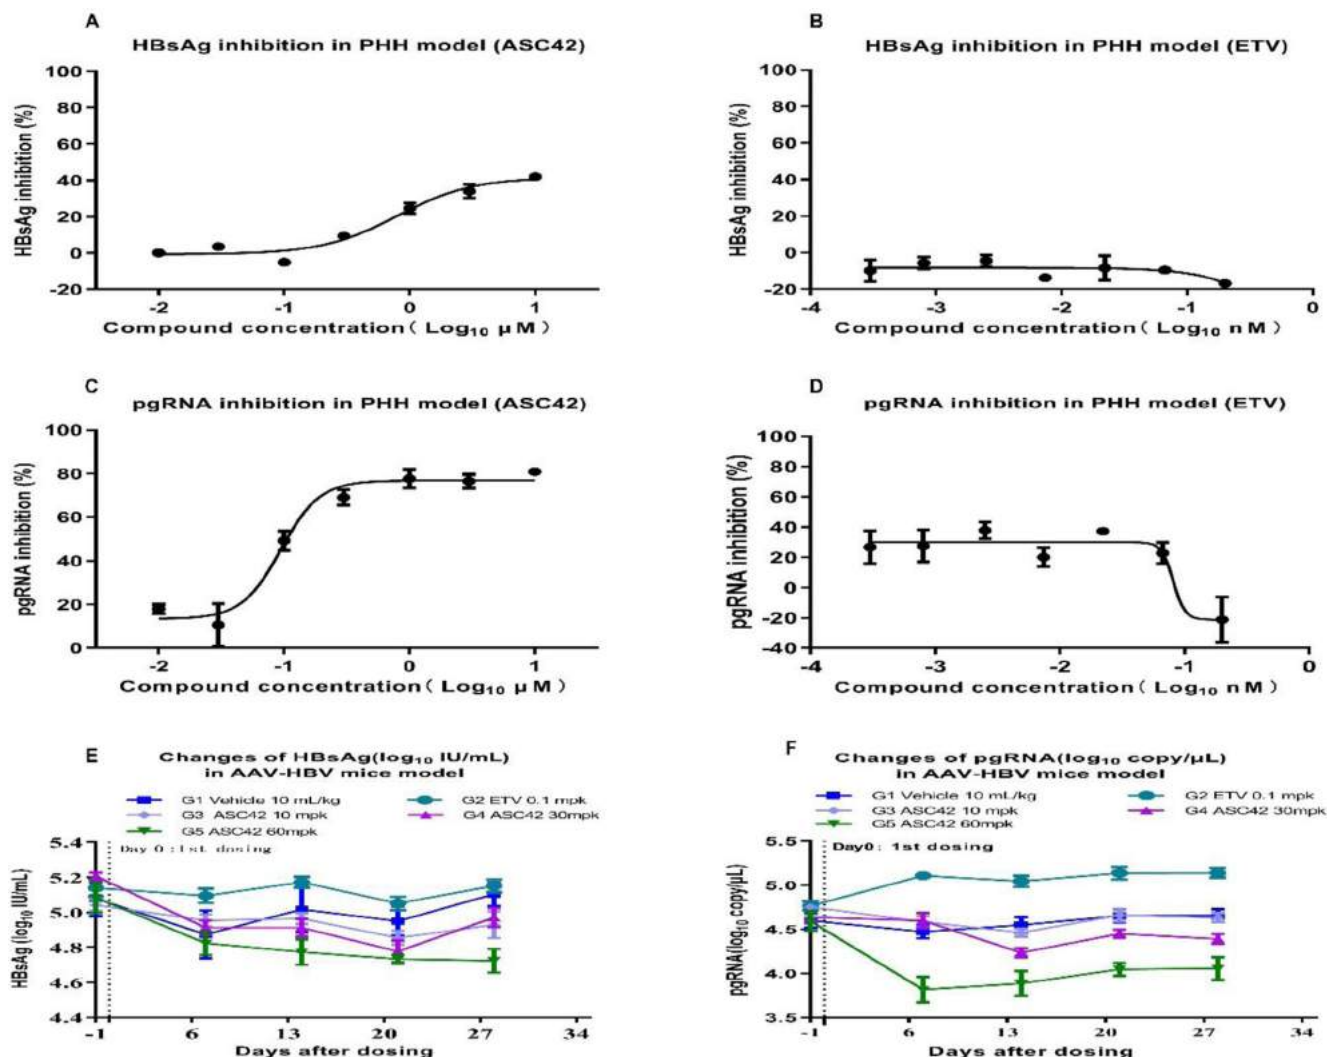 A
HBsAg inhibition in PHH model (ASC42)
HBsAg inhibition (%)
100
80
60
40
20
0
-20
-2 -1 0 1
Compound concentration( Log₁₀ μM)
B
HBsAg inhibition in PHH model (ETV)
HBsAg inhibition (%)
100
80
60
40
20
0
-20
-4 -3 -2 -1 0
Compound concentration( Log₁₀ nM)
C
pgRNA inhibition in PHH model (ASC42)
pgRNA inhibition (%)
100
80
60
40
20
0
-2 -1 0 1
Compound concentration( Log₁₀ μM)
D
pgRNA inhibition in PHH model (ETV)
pgRNA inhibition (%)
100
80
60
40
20
0
-20
-40
-4 -3 -2 -1 0
Compound concentration( Log₁₀ nM)
E
Changes of HBsAg(log₁₀ IU/mL)
in AAV-HBV mice model
G1 Vehicle 10 mL/kg G2 ETV 0.1 mpk
G3 ASC42 10 mpk G4 ASC42 30mpk
G5 ASC42 60mpk
Day 0 : 1st dosing
HBsAg (log₁₀ IU/mL)
5.4
5.2
5.0
4.8
4.6
4.4
-1 6 13 20 27 34
Days after dosing
F
Changes of pgRNA(log₁₀ copy/μL)
in AAV-HBV mice model
G1 Vehicle 10 mL/kg G2 ETV 0.1 mpk
G3 ASC42 10 mpk G4 ASC42 30mpk
G5 ASC42 60mpk
Day0 : 1st dosing
pgRNA(log₁₀ copy/μL)
5.5
5.0
4.5
4.0
3.5
-1 6 13 20 27 34
Days after dosing